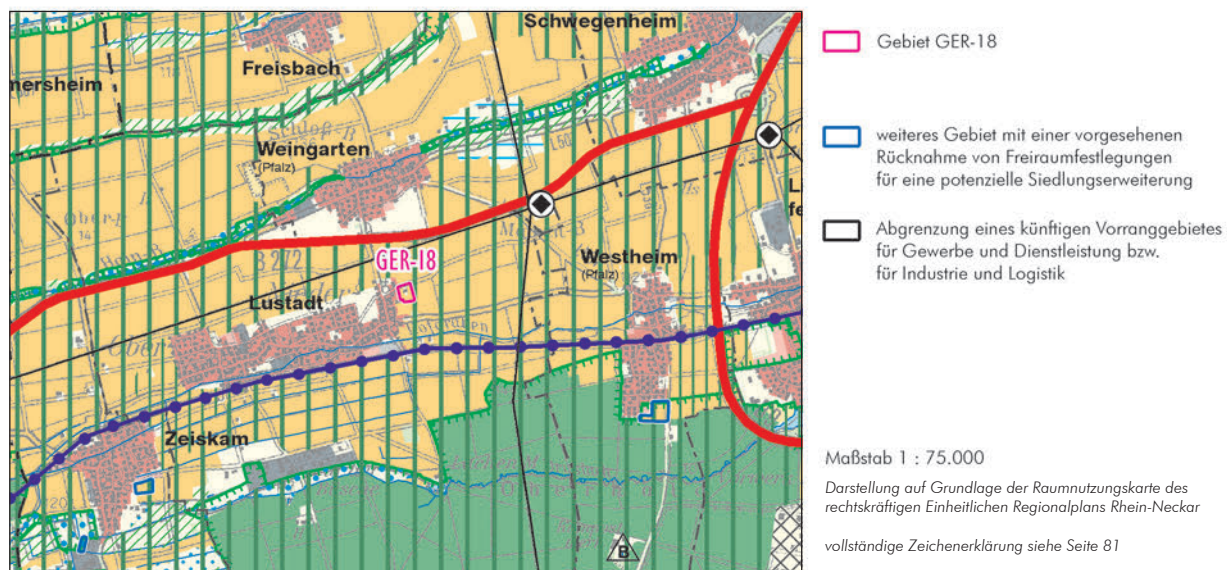 Schwegenheim
Freisbach
mersheim
Weingarten
(Pfalz)
B 272
GER-18
Westheim
(Pfalz)
Lustadt
Ober
Zeiskam
B
Gebiet GER-18
weiteres Gebiet mit einer vorgesehenen
Rücknahme von Freiraumfestlegungen
für eine potenzielle Siedlungserweiterung
Abgrenzung eines künftigen Vorranggebietes
für Gewerbe und Dienstleistung bzw.
für Industrie und Logistik
Maßstab 1 : 75.000
Darstellung auf Grundlage der Raumnutzungskarte des
rechtskräftigen Einheitlichen Regionalplans Rhein-Neckar
vollständige Zeichenerklärung siehe Seite 81